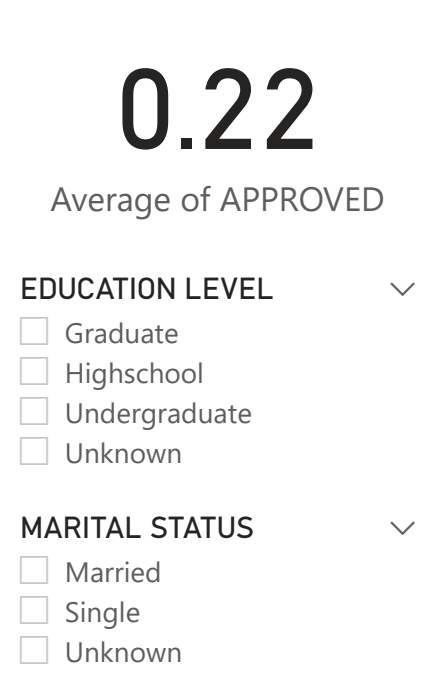 0.22
Average of APPROVED
EDUCATION LEVEL
Graduate
Highschool
Undergraduate
Unknown
MARITAL STATUS
Married
Single
Unknown